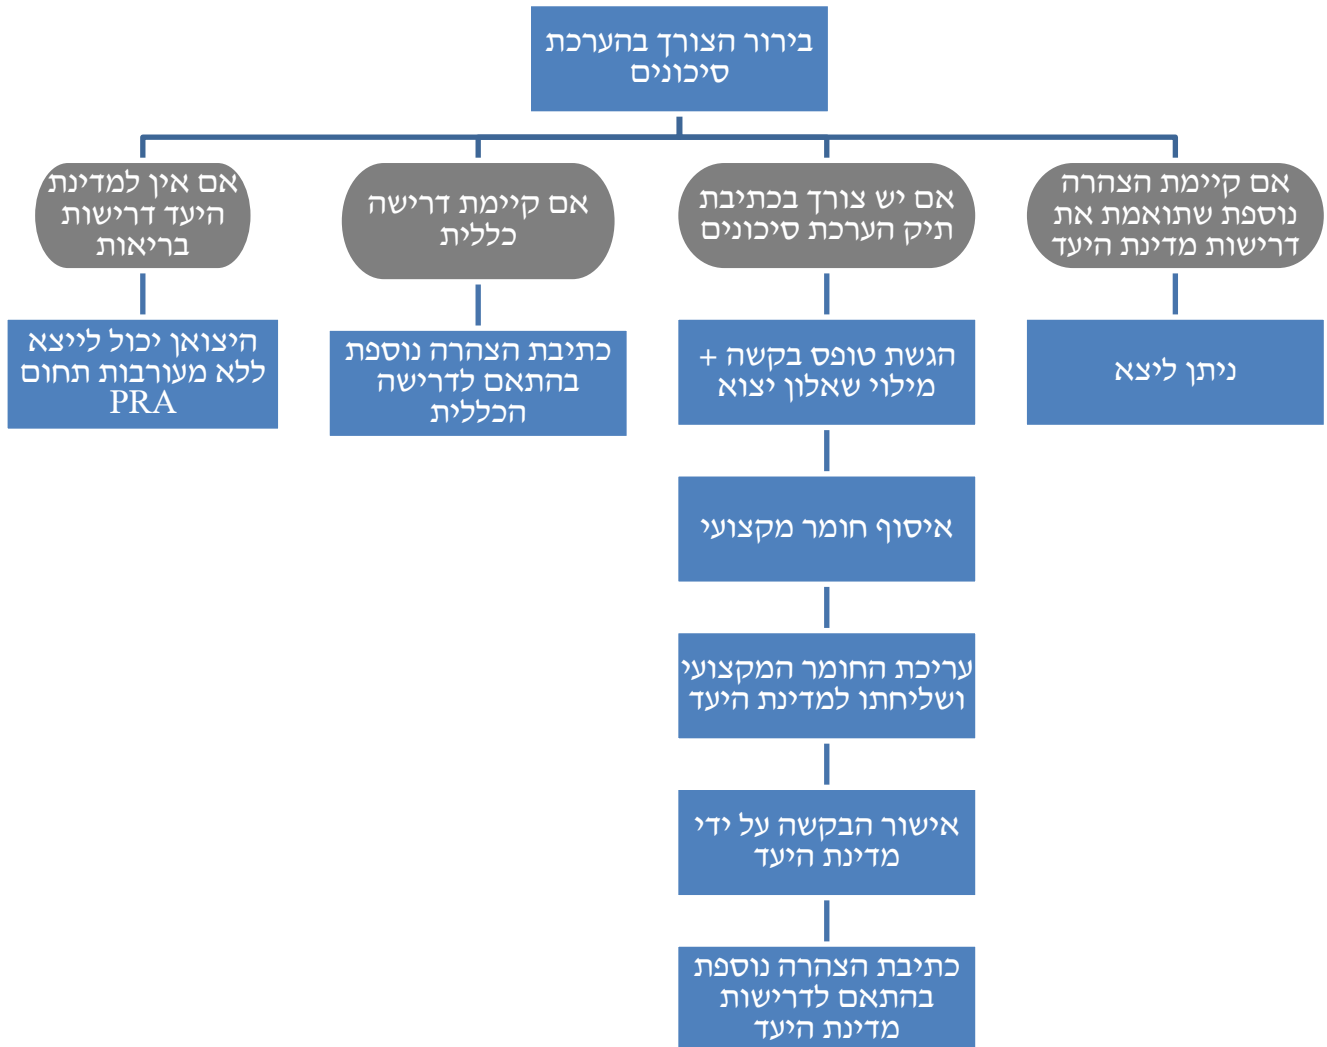 בירור הצורך בהערכת
סיכונים
אם קיימת הצהרה
נוספת שתואמת את
דרישות מדינת היעד
ניתן ליצא
אם יש צורך בכתיבת
תיק הערכת סיכונים
הגשת טופס בקשה +
מילוי שאלון יצוא
איסוף חומר מקצועי
עריכת החומר המקצועי
ושליחתו למדינת היעד
אישור הבקשה על ידי
מדינת היעד
כתיבת הצהרה נוספת
בהתאם לדרישות
מדינת היעד
אם קיימת דרישה
כללית
כתיבת הצהרה נוספת
בהתאם לדרישה
הכללית
אם אין למדינת
היעד דרישות
בריאות
היצואן יכול לייצא
ללא מעורבות תחום
PRA